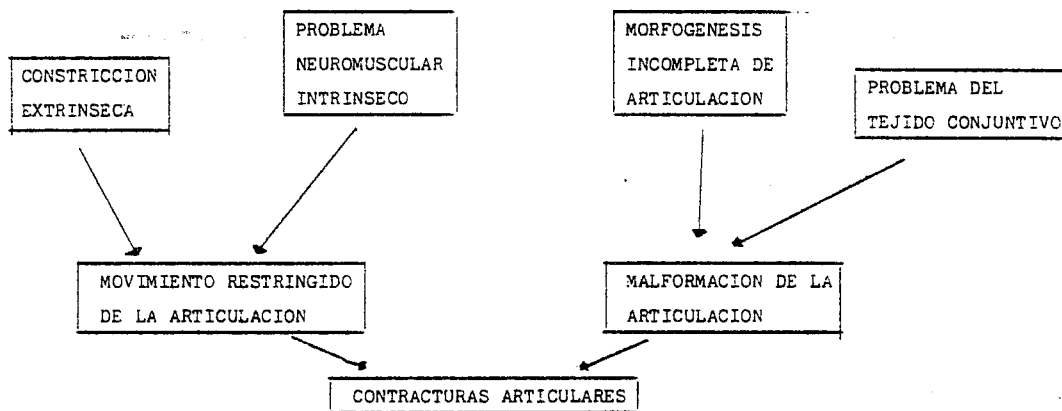 CONSTRICCION
EXTRINSECA
PROBLEMA
NEUROMUSCULAR
INTRINSECO
MORFOGENESIS
INCOMPLETA DE
ARTICULACION
PROBLEMA DEL
TEJIDO CONJUNTIVO
MOVIMIENTO RESTRINGIDO
DE LA ARTICULACION
MALFORMACION DE LA
ARTICULACION
CONTRACTURAS ARTICULARES